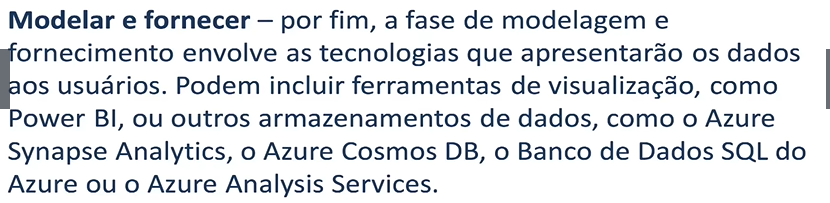 Modelar e fornecer – por fim, a fase de modelagem e
fornecimento envolve as tecnologias que apresentarão os dados
aos usuários. Podem incluir ferramentas de visualização, como
Power BI, ou outros armazenamentos de dados, como o Azure
Synapse Analytics, o Azure Cosmos DB, o Banco de Dados SQL do
Azure ou o Azure Analysis Services.